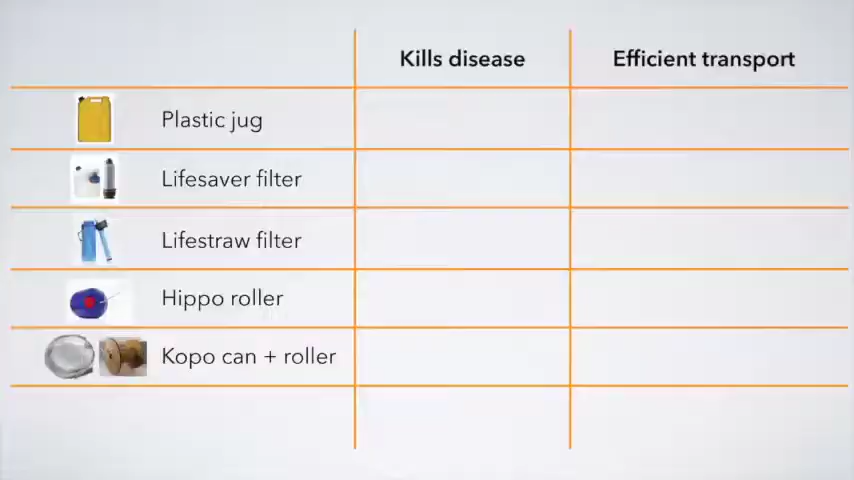 Kills disease
Efficient transport
Plastic jug
Lifesaver filter
Lifestraw filter
Hippo roller
Kopo can + roller